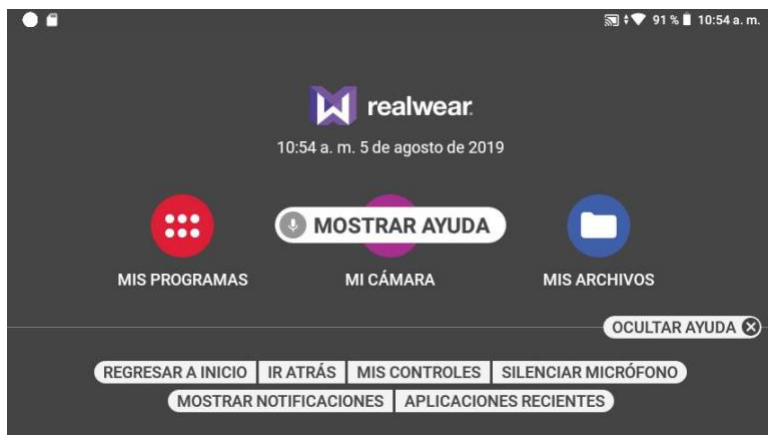 91 % 10:54 a. m.
realwear
10:54 a. m. 5 de agosto de 2019
MOSTRAR AYUDA
MIS PROGRAMAS
MI CÁMARA
MIS ARCHIVOS
OCULTAR AYUDA
REGRESAR A INICIO IR ATRÁS MIS CONTROLES SILENCIAR MICRÓFONO
MOSTRAR NOTIFICACIONES APLICACIONES RECIENTES